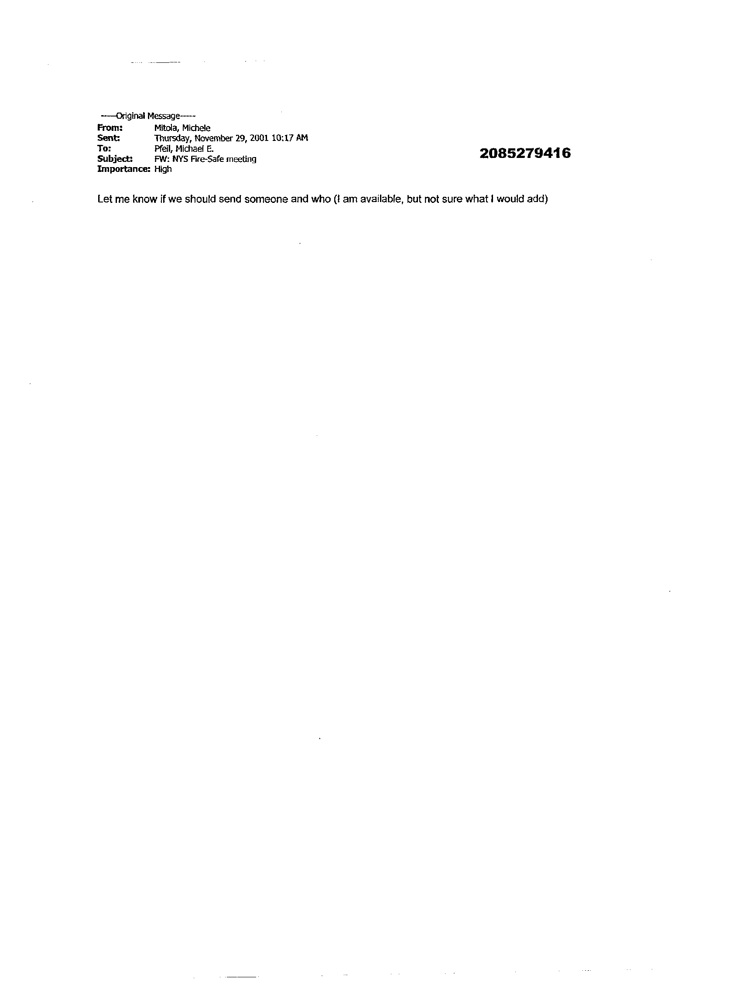 -----Original Message-----
From: Mitola, Michele
Sent: Thursday, November 29, 2001 10:17 AM
To: Pfeil, Michael E.
Subject: FW: NYS Fire-Safe meeting
Importance: High
2085279416
Let me know if we should send someone and who (I am available, but not sure what I would add)